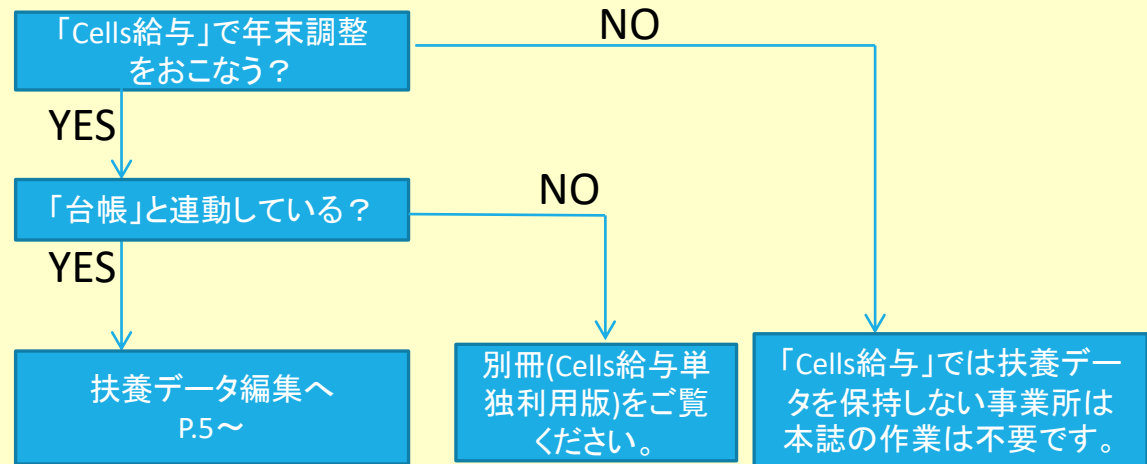 「Cells給与」で年末調整
をおこなう？
NO
YES
「台帳」と連動している？
NO
YES
扶養データ編集へ
P.5～
別冊(Cells給与単
独利用版)をご覧
ください。
「Cells給与」では扶養デー
タを保持しない事業所は
本誌の作業は不要です。